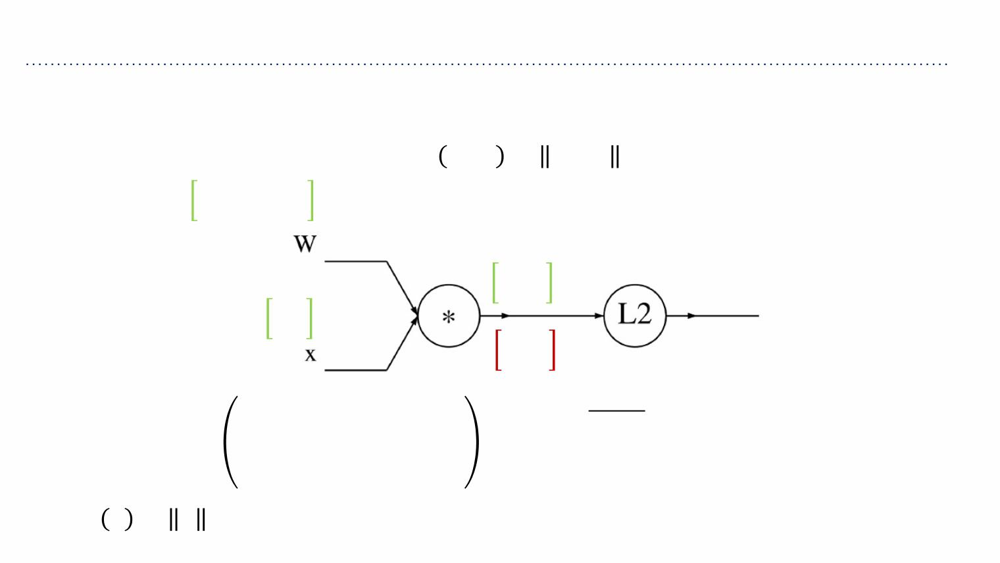 ( ) ‖ ‖
[ ]
W
[ ]
[ ]
* L2
[ ]
x
( )
( ) ‖ ‖